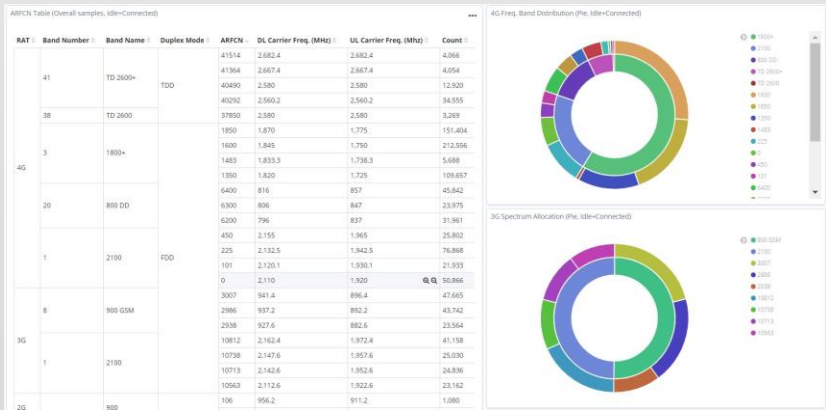 ARFCN Table (Overall samples, Idle+Connected)
RAT Band Number Band Name Duplex Mode ARFCN DL Carrier Freq. (MHz) UL Carrier Freq. (Mhz) Count
4G 41 TD 2600+ TDD 41514 2,682.4 2,682.4 4,066
41364 2,667.4 2,667.4 4,054
40490 2,580 2,580 12,920
40292 2,560.2 2,560.2 34,555
38 TD 2600 37850 2,580 2,580 3,269
3 1800+ FDD 1850 1,870 1,775 151,404
1600 1,845 1,750 212,556
1483 1,833.3 1,738.3 5,688
1350 1,820 1,725 109,657
20 800 DD 6400 816 857 45,842
6300 806 847 23,975
6200 796 837 31,961
1 2100 450 2,155 1,965 25,802
225 2,132.5 1,942.5 76,868
101 2,120.1 1,930.1 21,933
0 2,110 1,920 50,866
3G 8 900 GSM 3007 941.4 896.4 47,665
2986 937.2 892.2 43,742
2938 927.6 882.6 23,564
1 2100 10812 2,162.4 1,972.4 41,158
10738 2,147.6 1,957.6 25,030
10713 2,142.6 1,952.6 24,836
10563 2,112.6 1,922.6 23,162
2G 900 106 956.2 911.2 1,080
4G Freq. Band Distribution (Pie, Idle+Connected)
1800+
2100
800 DD
TD 2600+
TD 2600
1600
1850
1350
1483
225
0
450
101
6400
3G Spectrum Allocation (Pie, Idle+Connected)
900 GSM
2100
3007
2986
2938
10812
10738
10713
10563